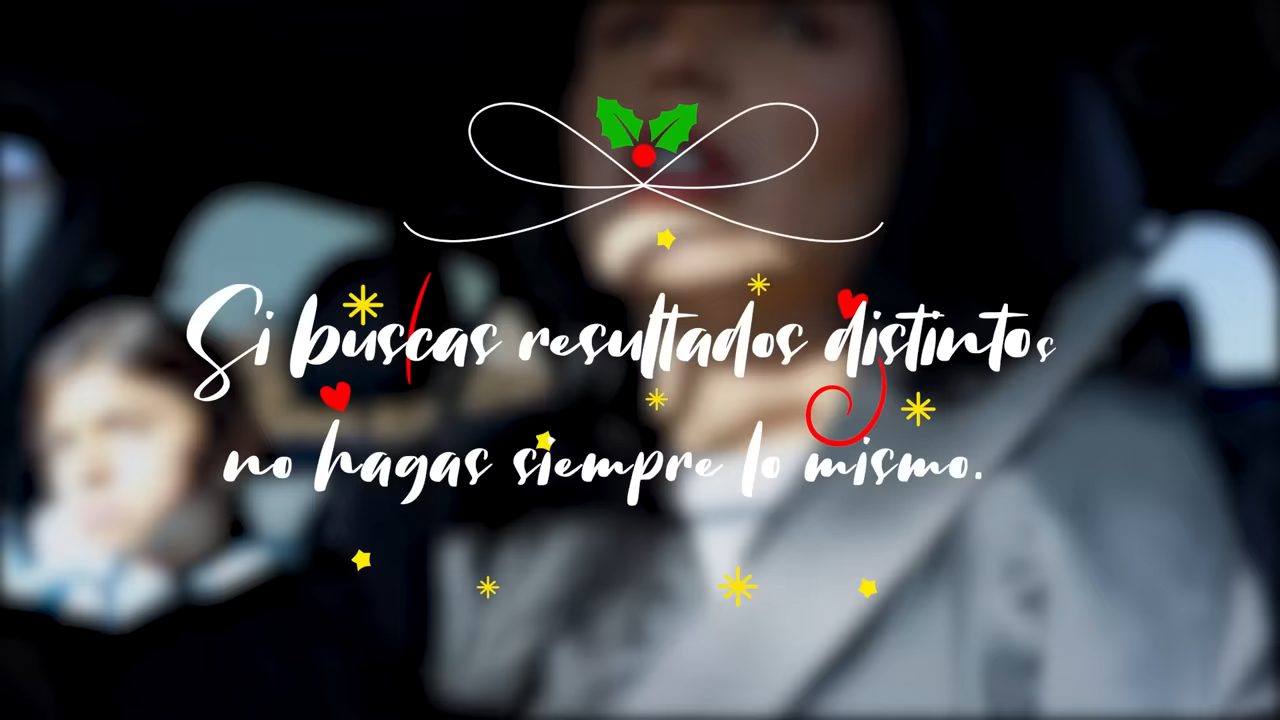 Si buscas resultados distintos
no hagas siempre lo mismo.